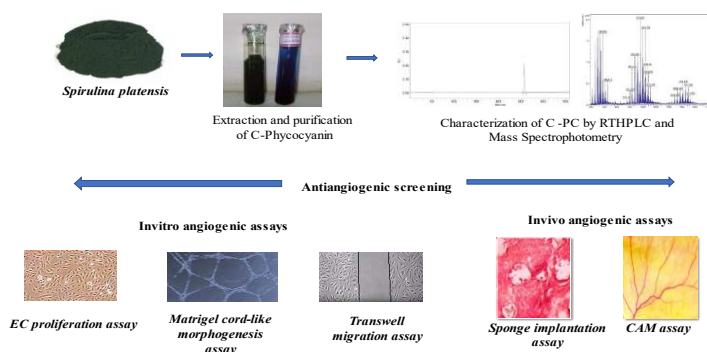 Spirulina platensis
Extraction and purification
of C-Phycocyanin
Characterization of C -PC by RTHPLC and
Mass Spectrophotometry
Antiangiogenic screening
Invitro angiogenic assays
Invivo angiogenic assays
EC proliferation assay
Matrigel cord-like
morphogenesis
assay
Transwell
migration assay
Sponge implantation
assay
CAM assay